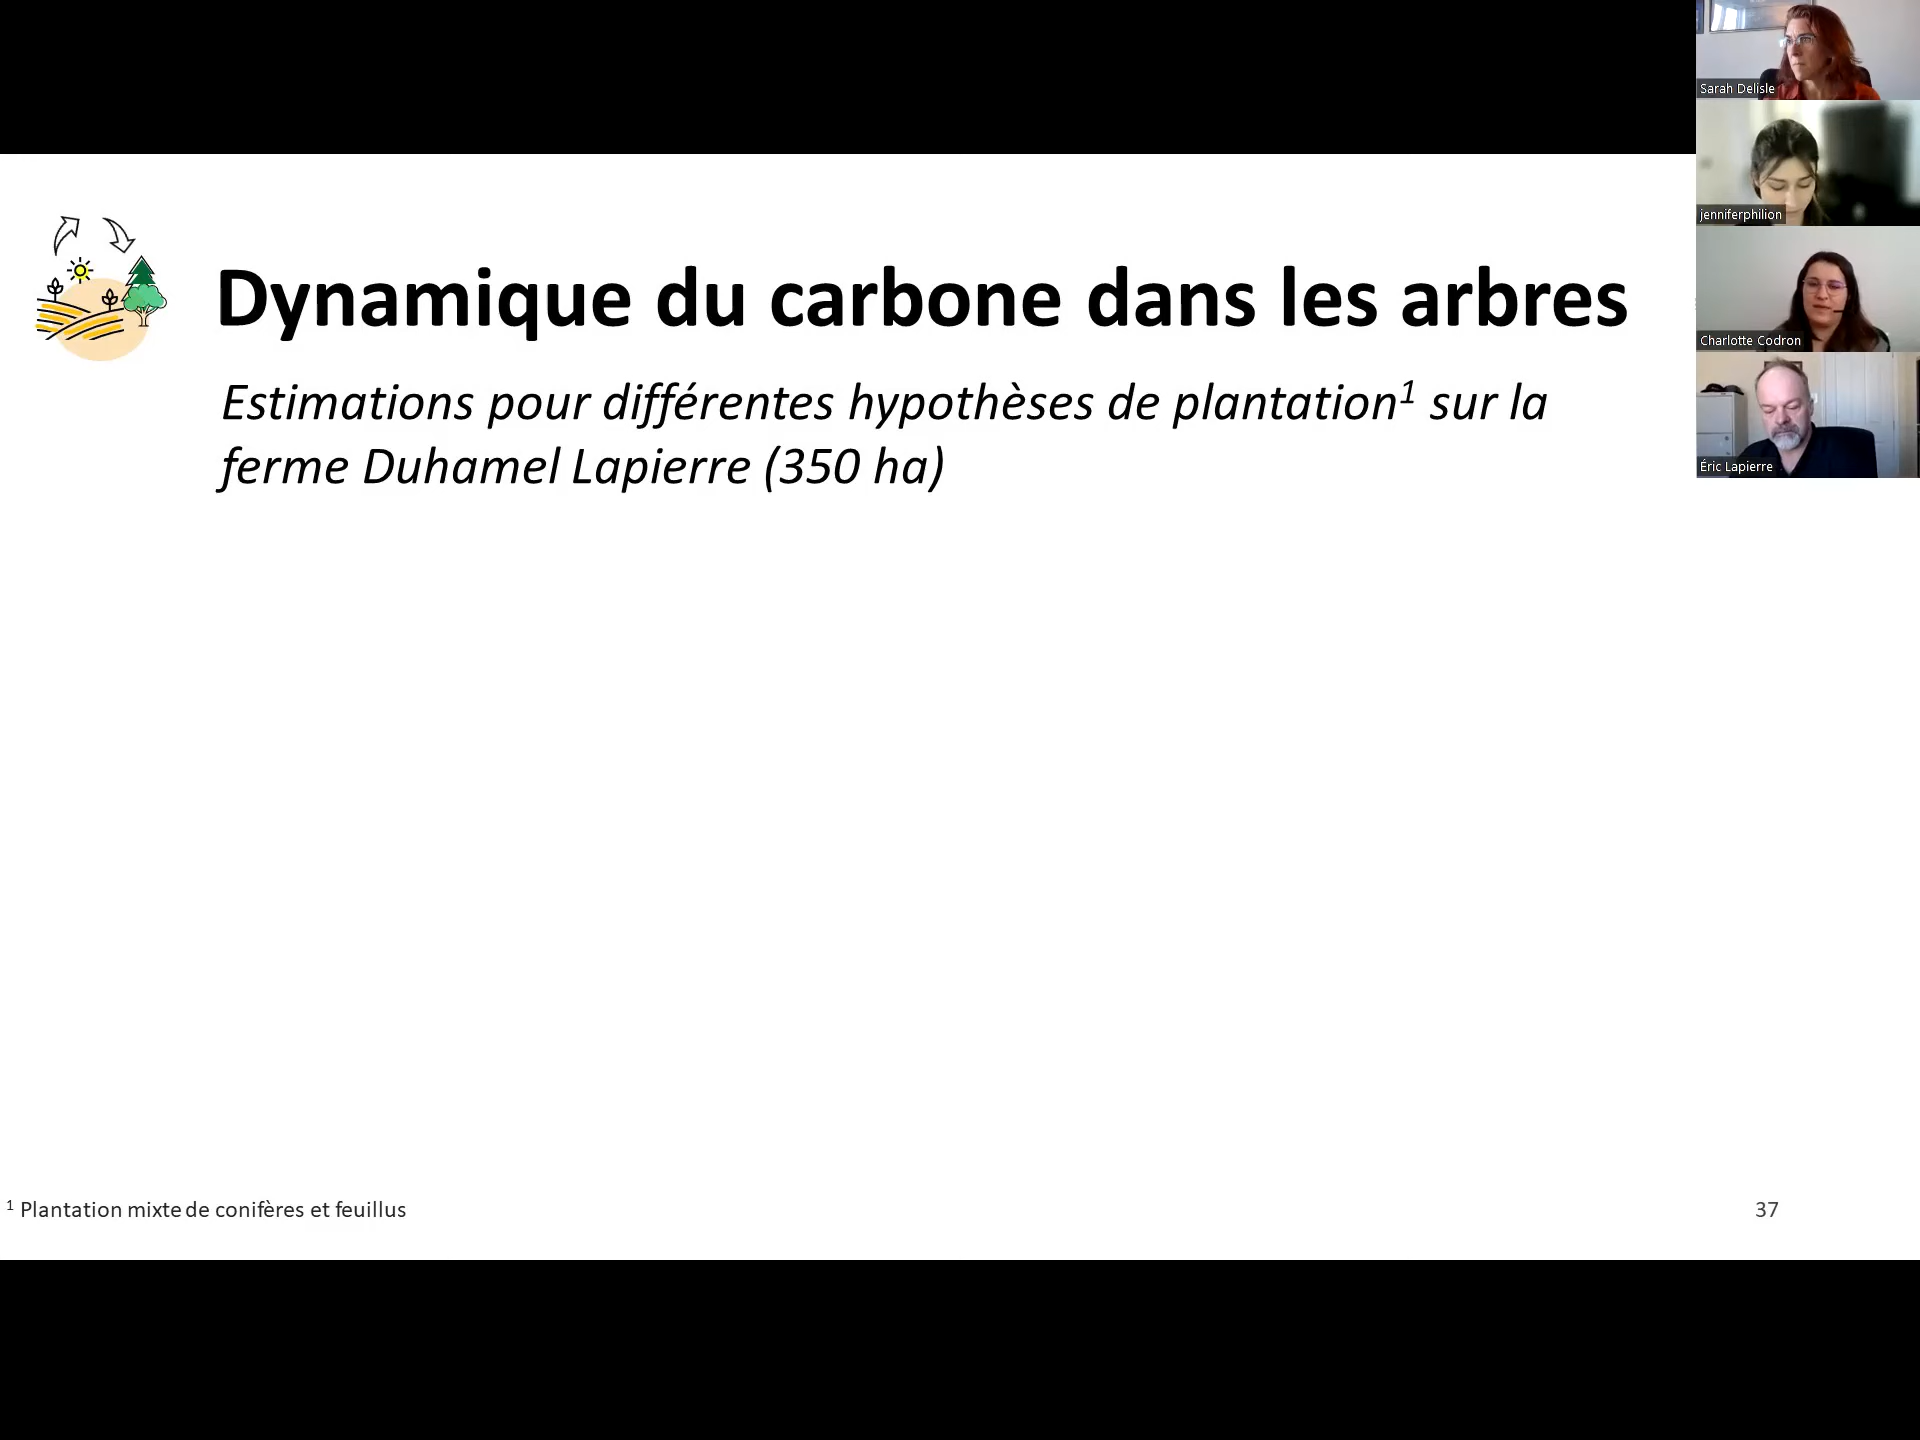 Dynamique du carbone dans les arbres
Estimations pour différentes hypothèses de plantation¹ sur la
ferme Duhamel Lapierre (350 ha)
¹ Plantation mixte de conifères et feuillus
37
Sarah Delisle
jenniferphilion
Charlotte Codron
Éric Lapierre